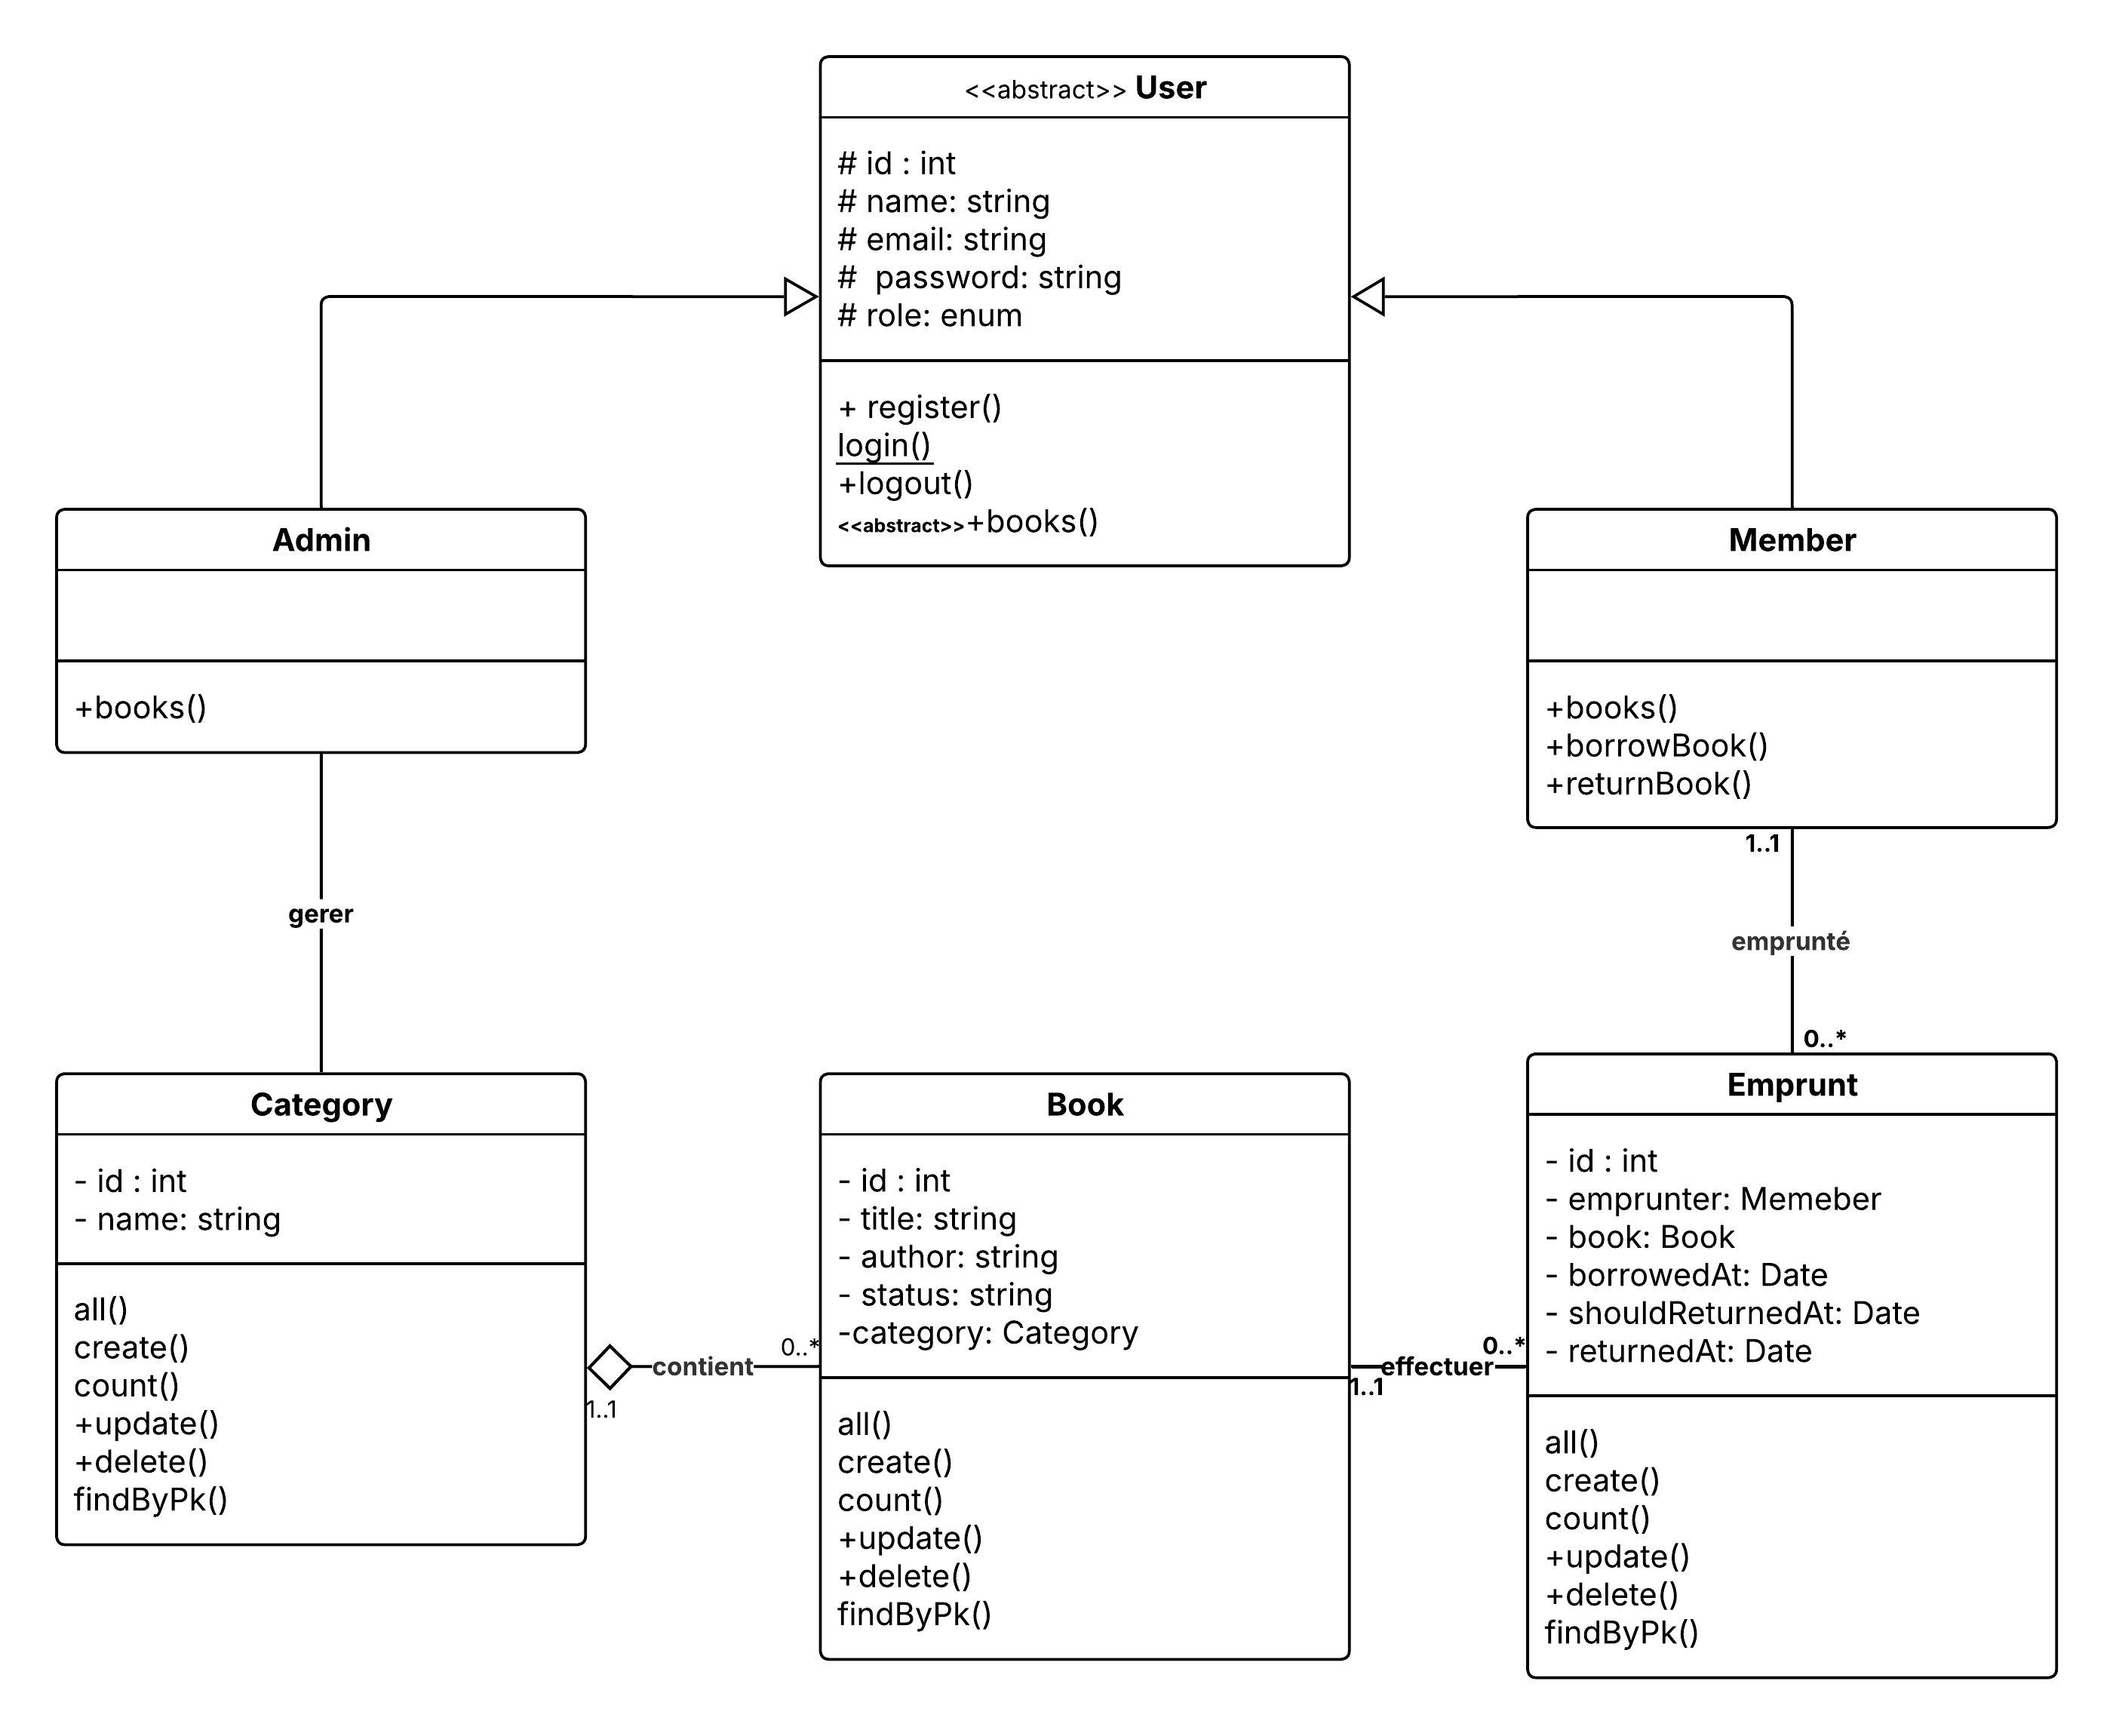 <<abstract>> User
# id : int
# name: string
# email: string
#  password: string
# role: enum
+ register()
login()
+logout()
<<abstract>>+books()
Admin
+books()
Member
+books()
+borrowBook()
+returnBook()
1..1
gerer
emprunté
0..*
Category
- id : int
- name: string
all()
create()
count()
+update()
+delete()
findByPk()
contient
0..*
1..1
Book
- id : int
- title: string
- author: string
- status: string
-category: Category
all()
create()
count()
+update()
+delete()
findByPk()
effectuer
0..*
1..1
Emprunt
- id : int
- emprunter: Memeber
- book: Book
- borrowedAt: Date
- shouldReturnedAt: Date
- returnedAt: Date
all()
create()
count()
+update()
+delete()
findByPk()